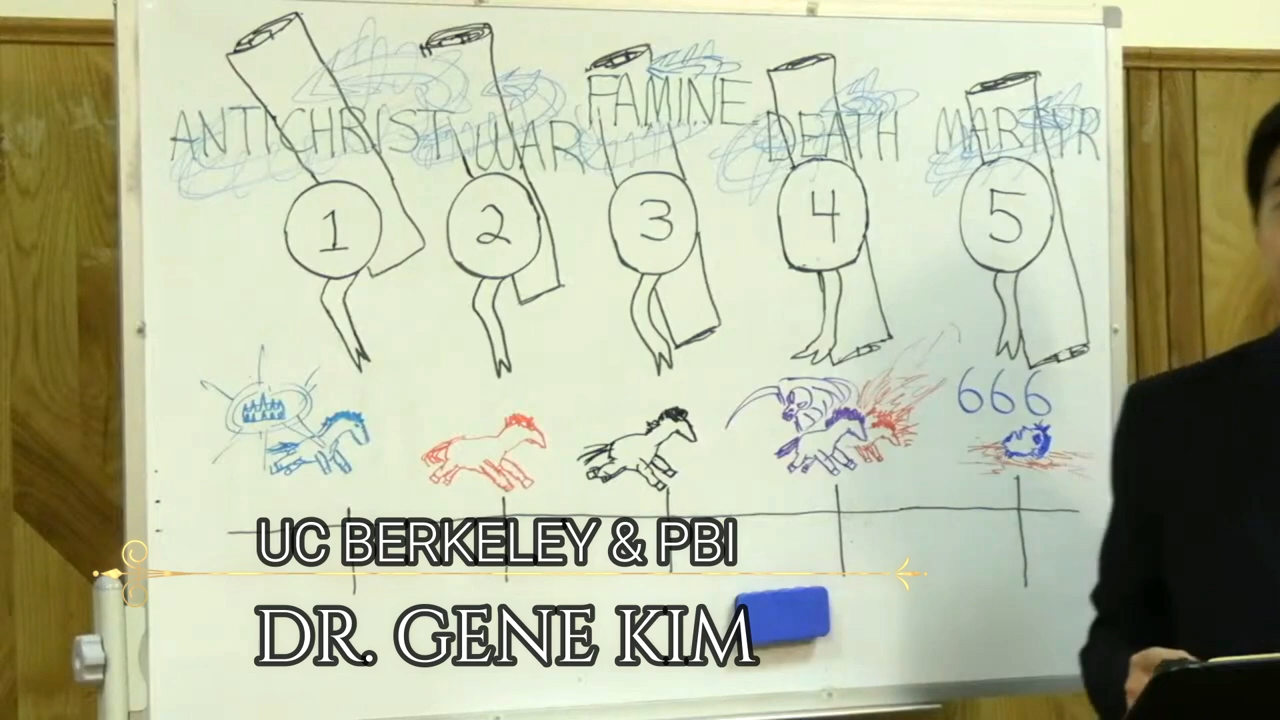 ANTICHRIST WAR FAMINE DEATH MARTYR
1 2 3 4 5
666
UC BERKELEY & PBI
DR. GENE KIM